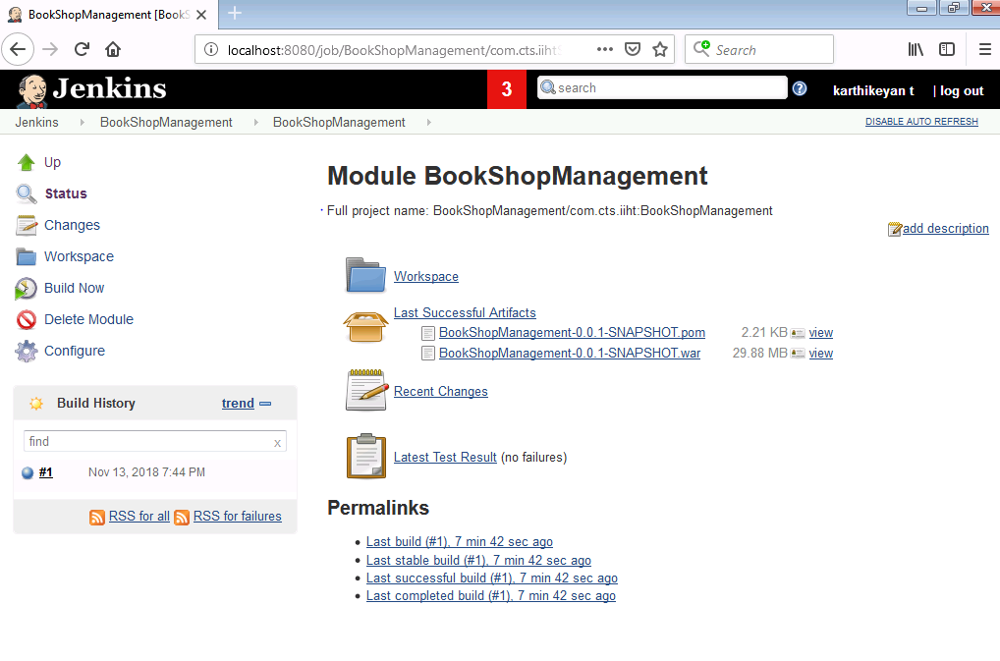 BookShopManagement [BookS
localhost:8080/job/BookShopManagement/com.cts.iiht
Search
Jenkins
3
search
karthikeyan t
| log out
Jenkins BookShopManagement BookShopManagement
DISABLE AUTO REFRESH
Up
Status
Changes
Workspace
Build Now
Delete Module
Configure
Build History
trend
find
x
#1 Nov 13, 2018 7:44 PM
RSS for all RSS for failures
Module BookShopManagement
Full project name: BookShopManagement/com.cts.iiht:BookShopManagement
add description
Workspace
Last Successful Artifacts
BookShopManagement-0.0.1-SNAPSHOT.pom 2.21 KB view
BookShopManagement-0.0.1-SNAPSHOT.war 29.88 MB view
Recent Changes
Latest Test Result (no failures)
Permalinks
Last build (#1), 7 min 42 sec ago
Last stable build (#1), 7 min 42 sec ago
Last successful build (#1), 7 min 42 sec ago
Last completed build (#1), 7 min 42 sec ago